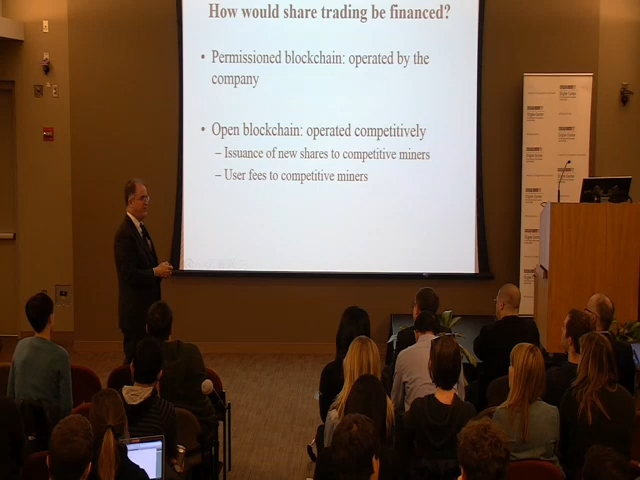 How would share trading be financed?
• Permissioned blockchain: operated by the
company
• Open blockchain: operated competitively
– Issuance of new shares to competitive miners
– User fees to competitive miners